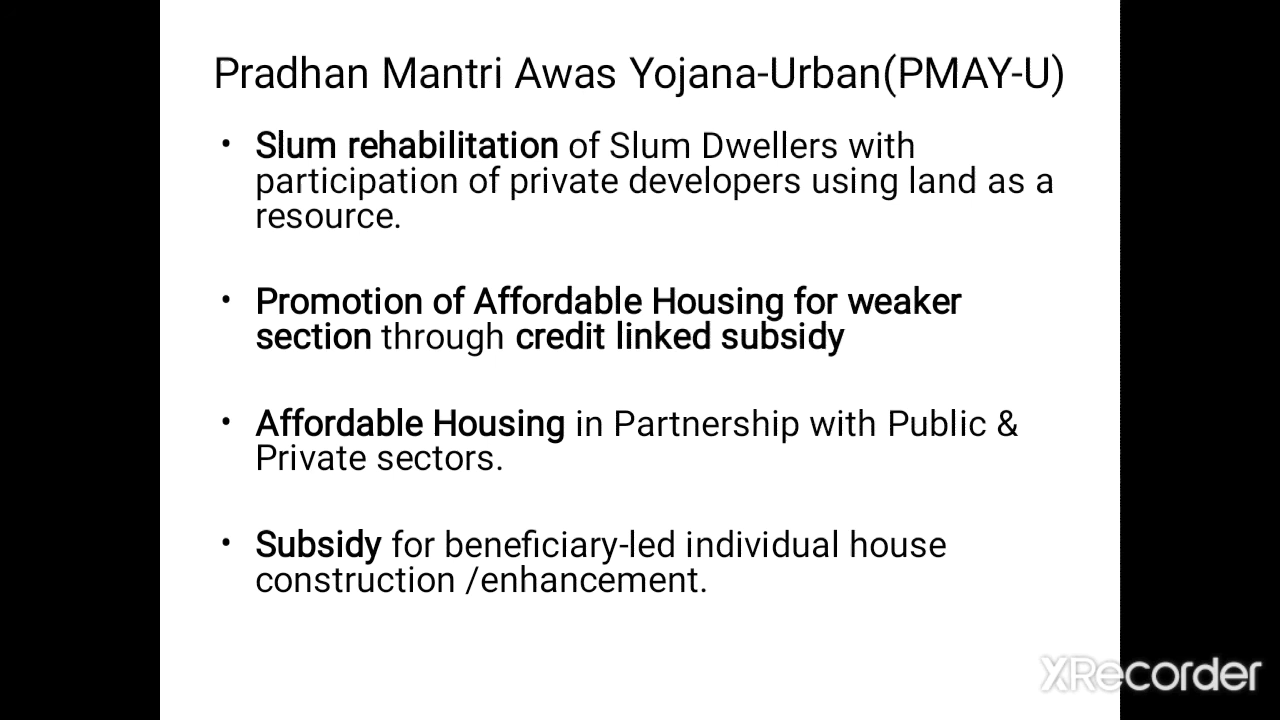 Pradhan Mantri Awas Yojana-Urban(PMAY-U)
• Slum rehabilitation of Slum Dwellers with
participation of private developers using land as a
resource.
• Promotion of Affordable Housing for weaker
section through credit linked subsidy
• Affordable Housing in Partnership with Public &
Private sectors.
• Subsidy for beneficiary-led individual house
construction /enhancement.
XRecorder